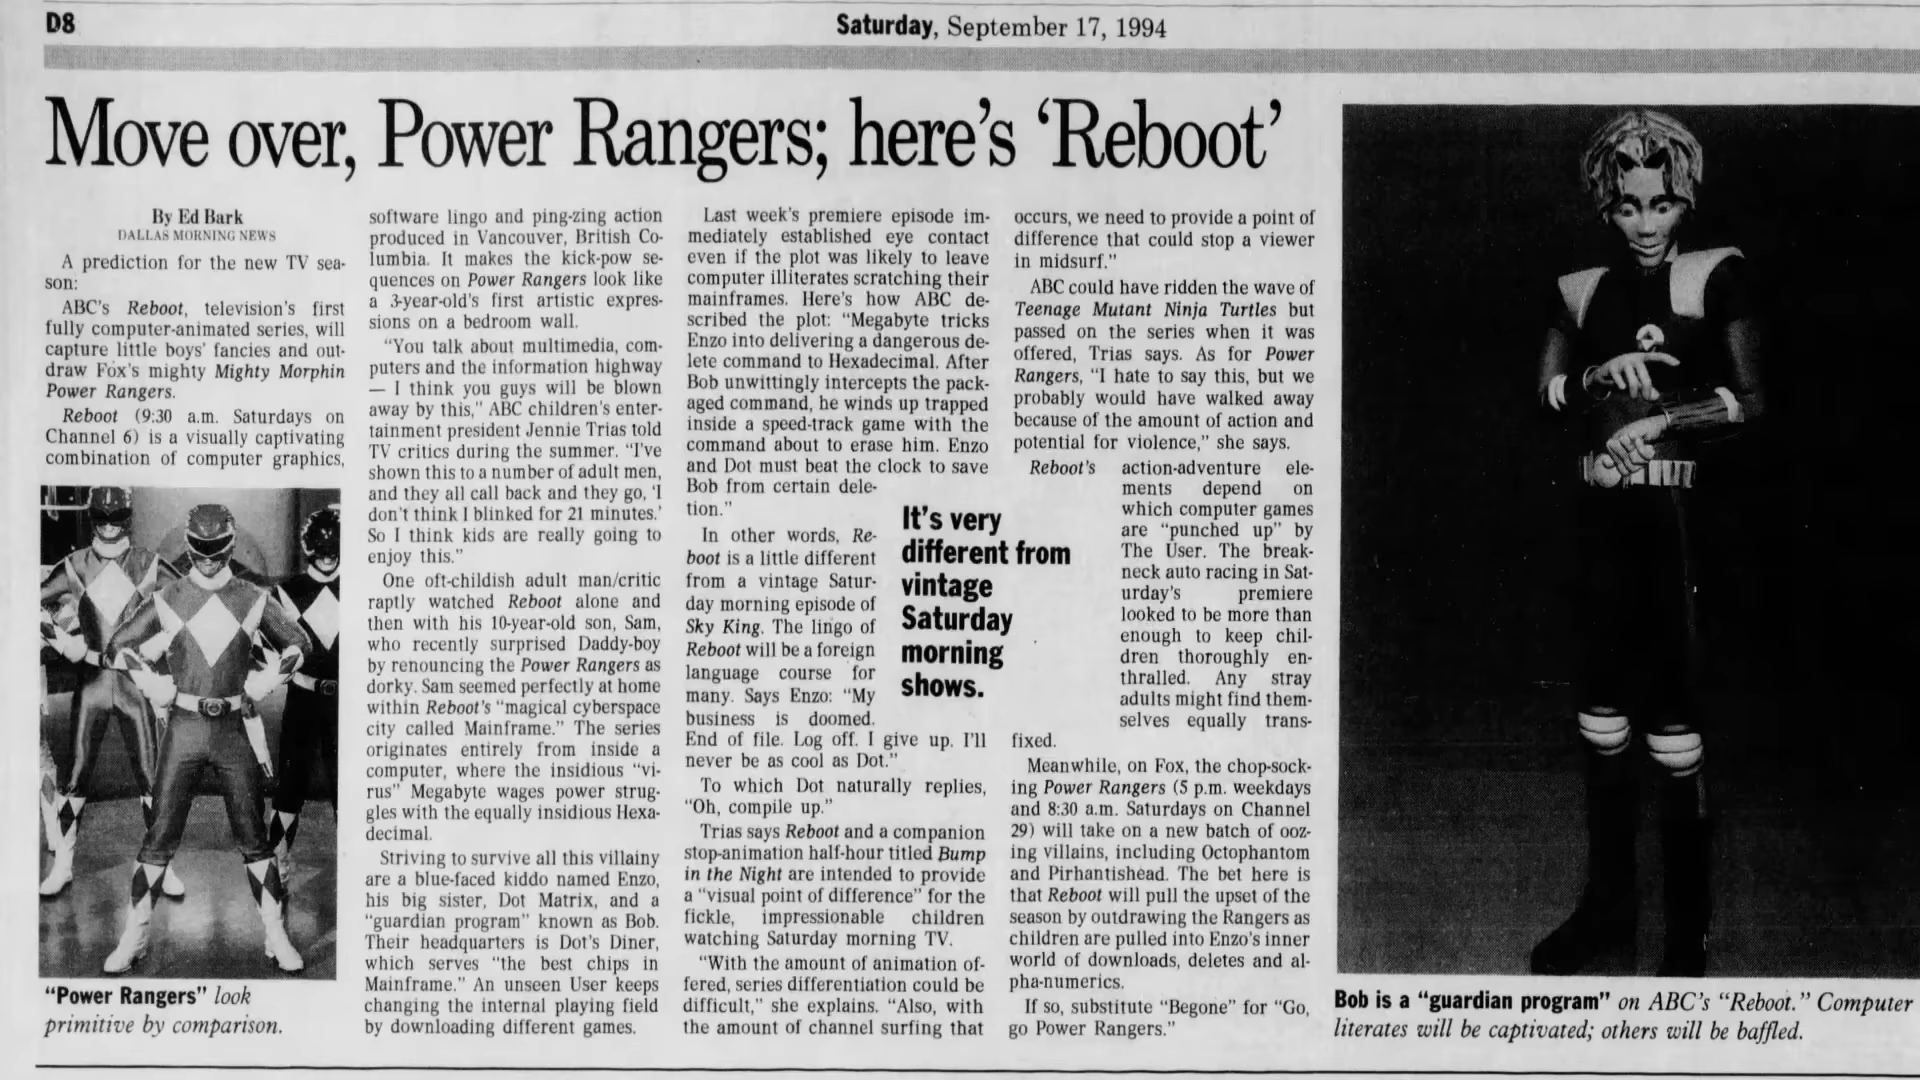 D8
Saturday, September 17, 1994
Move over, Power Rangers; here's 'Reboot'
By Ed Bark
DALLAS MORNING NEWS
A prediction for the new TV sea-
son:
ABC's Reboot, television's first
fully computer-animated series, will
capture little boys' fancies and out-
draw Fox's mighty Mighty Morphin
Power Rangers.
Reboot (9:30 a.m. Saturdays on
Channel 6) is a visually captivating
combination of computer graphics,
"Power Rangers" look
primitive by comparison.
software lingo and ping-zing action
produced in Vancouver, British Co-
lumbia. It makes the kick-pow se-
quences on Power Rangers look like
a 3-year-old's first artistic expres-
sions on a bedroom wall.
"You talk about multimedia, com-
puters and the information highway
— I think you guys will be blown
away by this," ABC children's enter-
tainment president Jennie Trias told
TV critics during the summer. "I've
shown this to a number of adult men,
and they all call back and they go, 'I
don't think I blinked for 21 minutes.'
So I think kids are really going to
enjoy this."
One oft-childish adult man/critic
raptly watched Reboot alone and
then with his 10-year-old son, Sam,
who recently surprised Daddy-boy
by renouncing the Power Rangers as
dorky. Sam seemed perfectly at home
within Reboot's "magical cyberspace
city called Mainframe." The series
originates entirely from inside a
computer, where the insidious "vi-
rus" Megabyte wages power strug-
gles with the equally insidious Hexa-
decimal.
Striving to survive all this villainy
are a blue-faced kiddo named Enzo,
his big sister, Dot Matrix, and a
"guardian program" known as Bob.
Their headquarters is Dot's Diner,
which serves "the best chips in
Mainframe." An unseen User keeps
changing the internal playing field
by downloading different games.
Last week's premiere episode im-
mediately established eye contact
even if the plot was likely to leave
computer illiterates scratching their
mainframes. Here's how ABC de-
scribed the plot: "Megabyte tricks
Enzo into delivering a dangerous de-
lete command to Hexadecimal. After
Bob unwittingly intercepts the pack-
aged command, he winds up trapped
inside a speed-track game with the
command about to erase him. Enzo
and Dot must beat the clock to save
Bob from certain dele-
tion."
In other words, Re-
boot is a little different
from a vintage Satur-
day morning episode of
Sky King. The lingo of
Reboot will be a foreign
language course for
many. Says Enzo: "My
business is doomed.
End of file. Log off. I give up. I'll
never be as cool as Dot."
To which Dot naturally replies,
"Oh, compile up."
Trias says Reboot and a companion
stop-animation half-hour titled Bump
in the Night are intended to provide
a "visual point of difference" for the
fickle, impressionable children
watching Saturday morning TV.
"With the amount of animation of-
fered, series differentiation could be
difficult," she explains. "Also, with
the amount of channel surfing that
It's very
different from
vintage
Saturday
morning
shows.
occurs, we need to provide a point of
difference that could stop a viewer
in midsurf."
ABC could have ridden the wave of
Teenage Mutant Ninja Turtles but
passed on the series when it was
offered, Trias says. As for Power
Rangers, "I hate to say this, but we
probably would have walked away
because of the amount of action and
potential for violence," she says.
Reboot's action-adventure ele-
ments depend on
which computer games
are "punched up" by
The User. The break-
neck auto racing in Sat-
urday's premiere
looked to be more than
enough to keep chil-
dren thoroughly en-
thralled. Any stray
adults might find them-
selves equally trans-
fixed.
Meanwhile, on Fox, the chop-sock-
ing Power Rangers (5 p.m. weekdays
and 8:30 a.m. Saturdays on Channel
29) will take on a new batch of ooz-
ing villains, including Octophantom
and Pirhantishead. The bet here is
that Reboot will pull the upset of the
season by outdrawing the Rangers as
children are pulled into Enzo's inner
world of downloads, deletes and al-
pha-numerics.
If so, substitute "Begone" for "Go,
go Power Rangers."
Bob is a "guardian program" on ABC's "Reboot." Computer
literates will be captivated; others will be baffled.